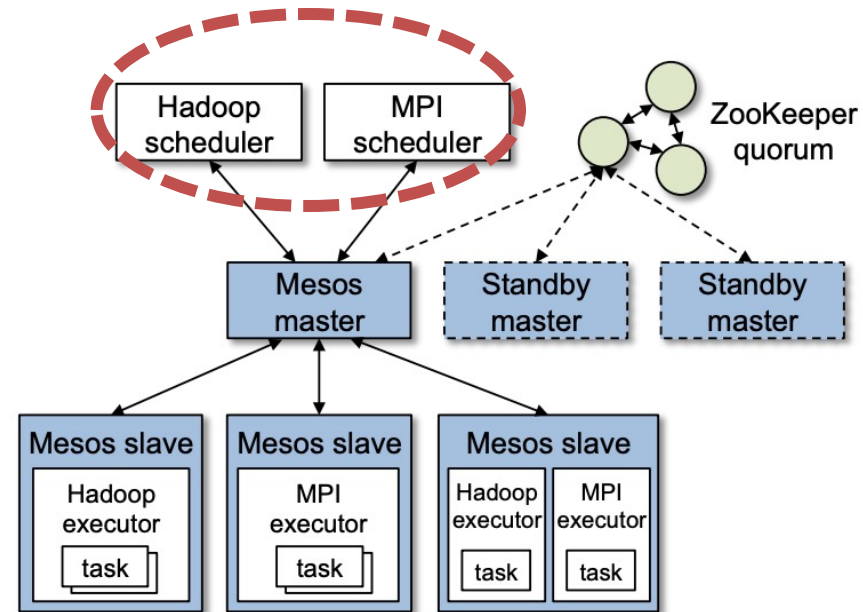 Hadoop
scheduler
MPI
scheduler
ZooKeeper
quorum
Mesos
master
Standby
master
Standby
master
Mesos slave
Hadoop
executor
task
Mesos slave
MPI
executor
task
Mesos slave
Hadoop
executor
task
MPI
executor
task